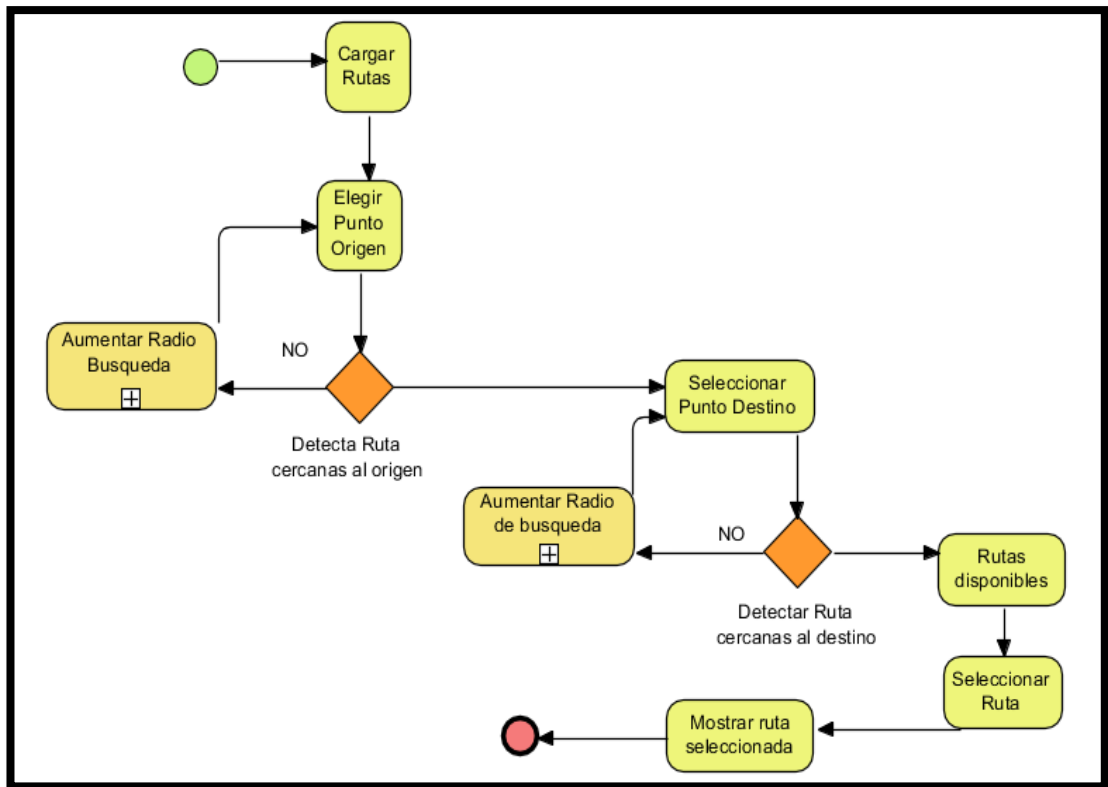 Cargar
Rutas
Elegir
Punto
Origen
Aumentar Radio
Busqueda
NO
Detecta Ruta
cercanas al origen
Seleccionar
Punto Destino
Aumentar Radio
de busqueda
NO
Detectar Ruta
cercanas al destino
Rutas
disponibles
Seleccionar
Ruta
Mostrar ruta
seleccionada